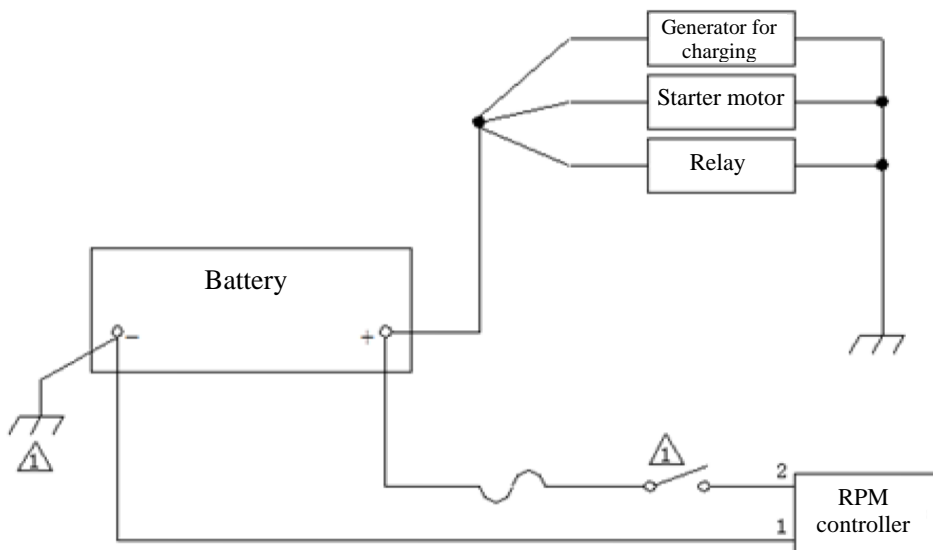 Generator for
charging
Starter motor
Relay
Battery
−
+
1
1
2
RPM
controller
1